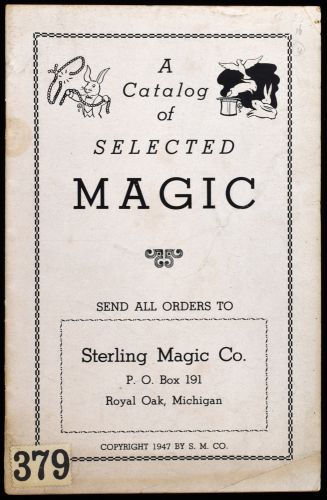 A
Catalog
of
SELECTED
MAGIC
SEND ALL ORDERS TO
Sterling Magic Co.
P. O. Box 191
Royal Oak, Michigan
COPYRIGHT 1947 BY S. M. CO.
379